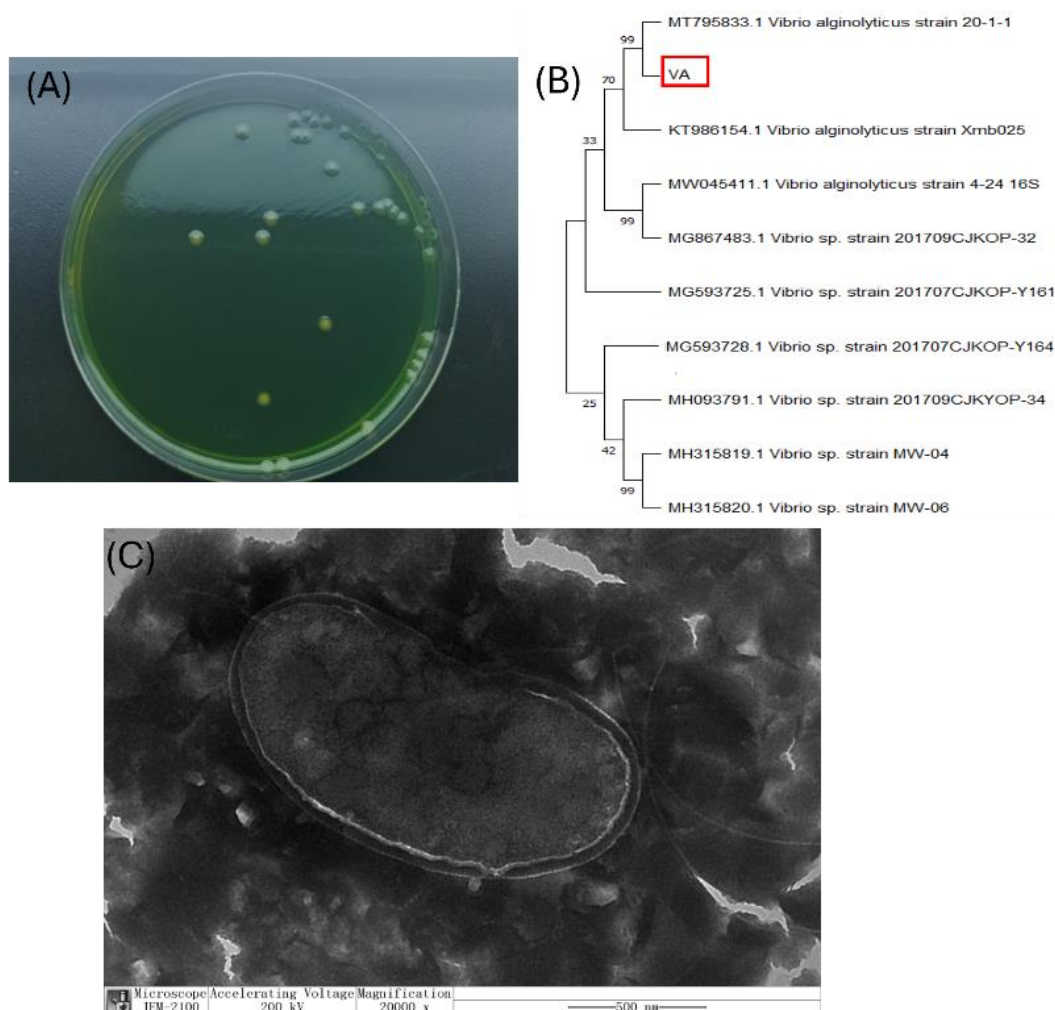 (A)
(B)
MT795833.1 Vibrio alginolyticus strain 20-1-1
99
VA
70
KT986154.1 Vibrio alginolyticus strain Xmb025
33
MW045411.1 Vibrio alginolyticus strain 4-24 16S
99
MG867483.1 Vibrio sp. strain 201709CJKOP-32
MG593725.1 Vibrio sp. strain 201707CJKOP-Y161
MG593728.1 Vibrio sp. strain 201707CJKOP-Y164
25
MH093791.1 Vibrio sp. strain 201709CJKYOP-34
42
MH315819.1 Vibrio sp. strain MW-04
99
MH315820.1 Vibrio sp. strain MW-06
(C)
Microscope Accelerating Voltage Magnification
JEM-2100 200 kV 20000 x 500 nm